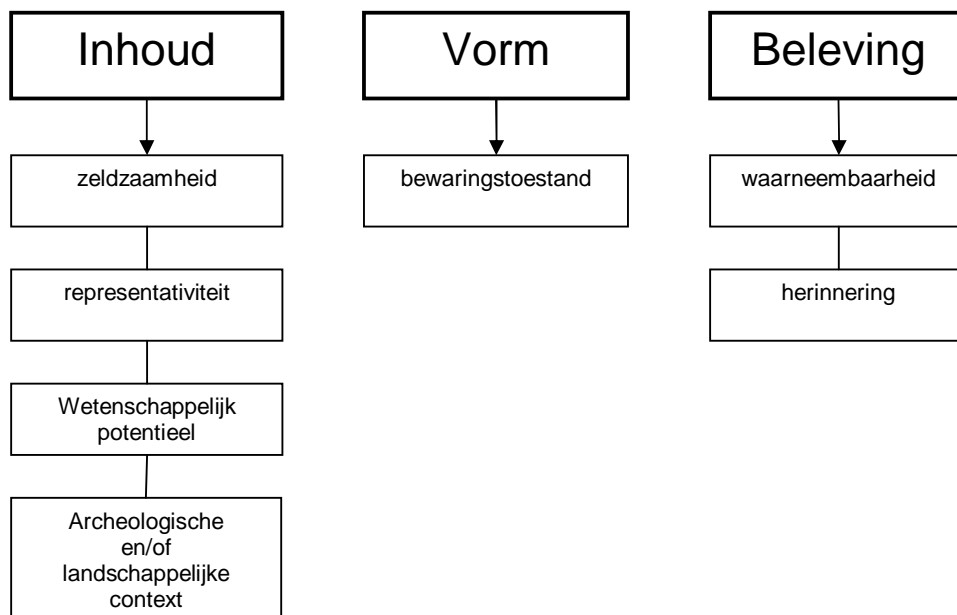 Inhoud
zeldzaamheid
representativiteit
Wetenschappelijk
potentieel
Archeologische
en/of
landschappelijke
context
Vorm
bewaringstoestand
Beleving
waarneembaarheid
herinnering